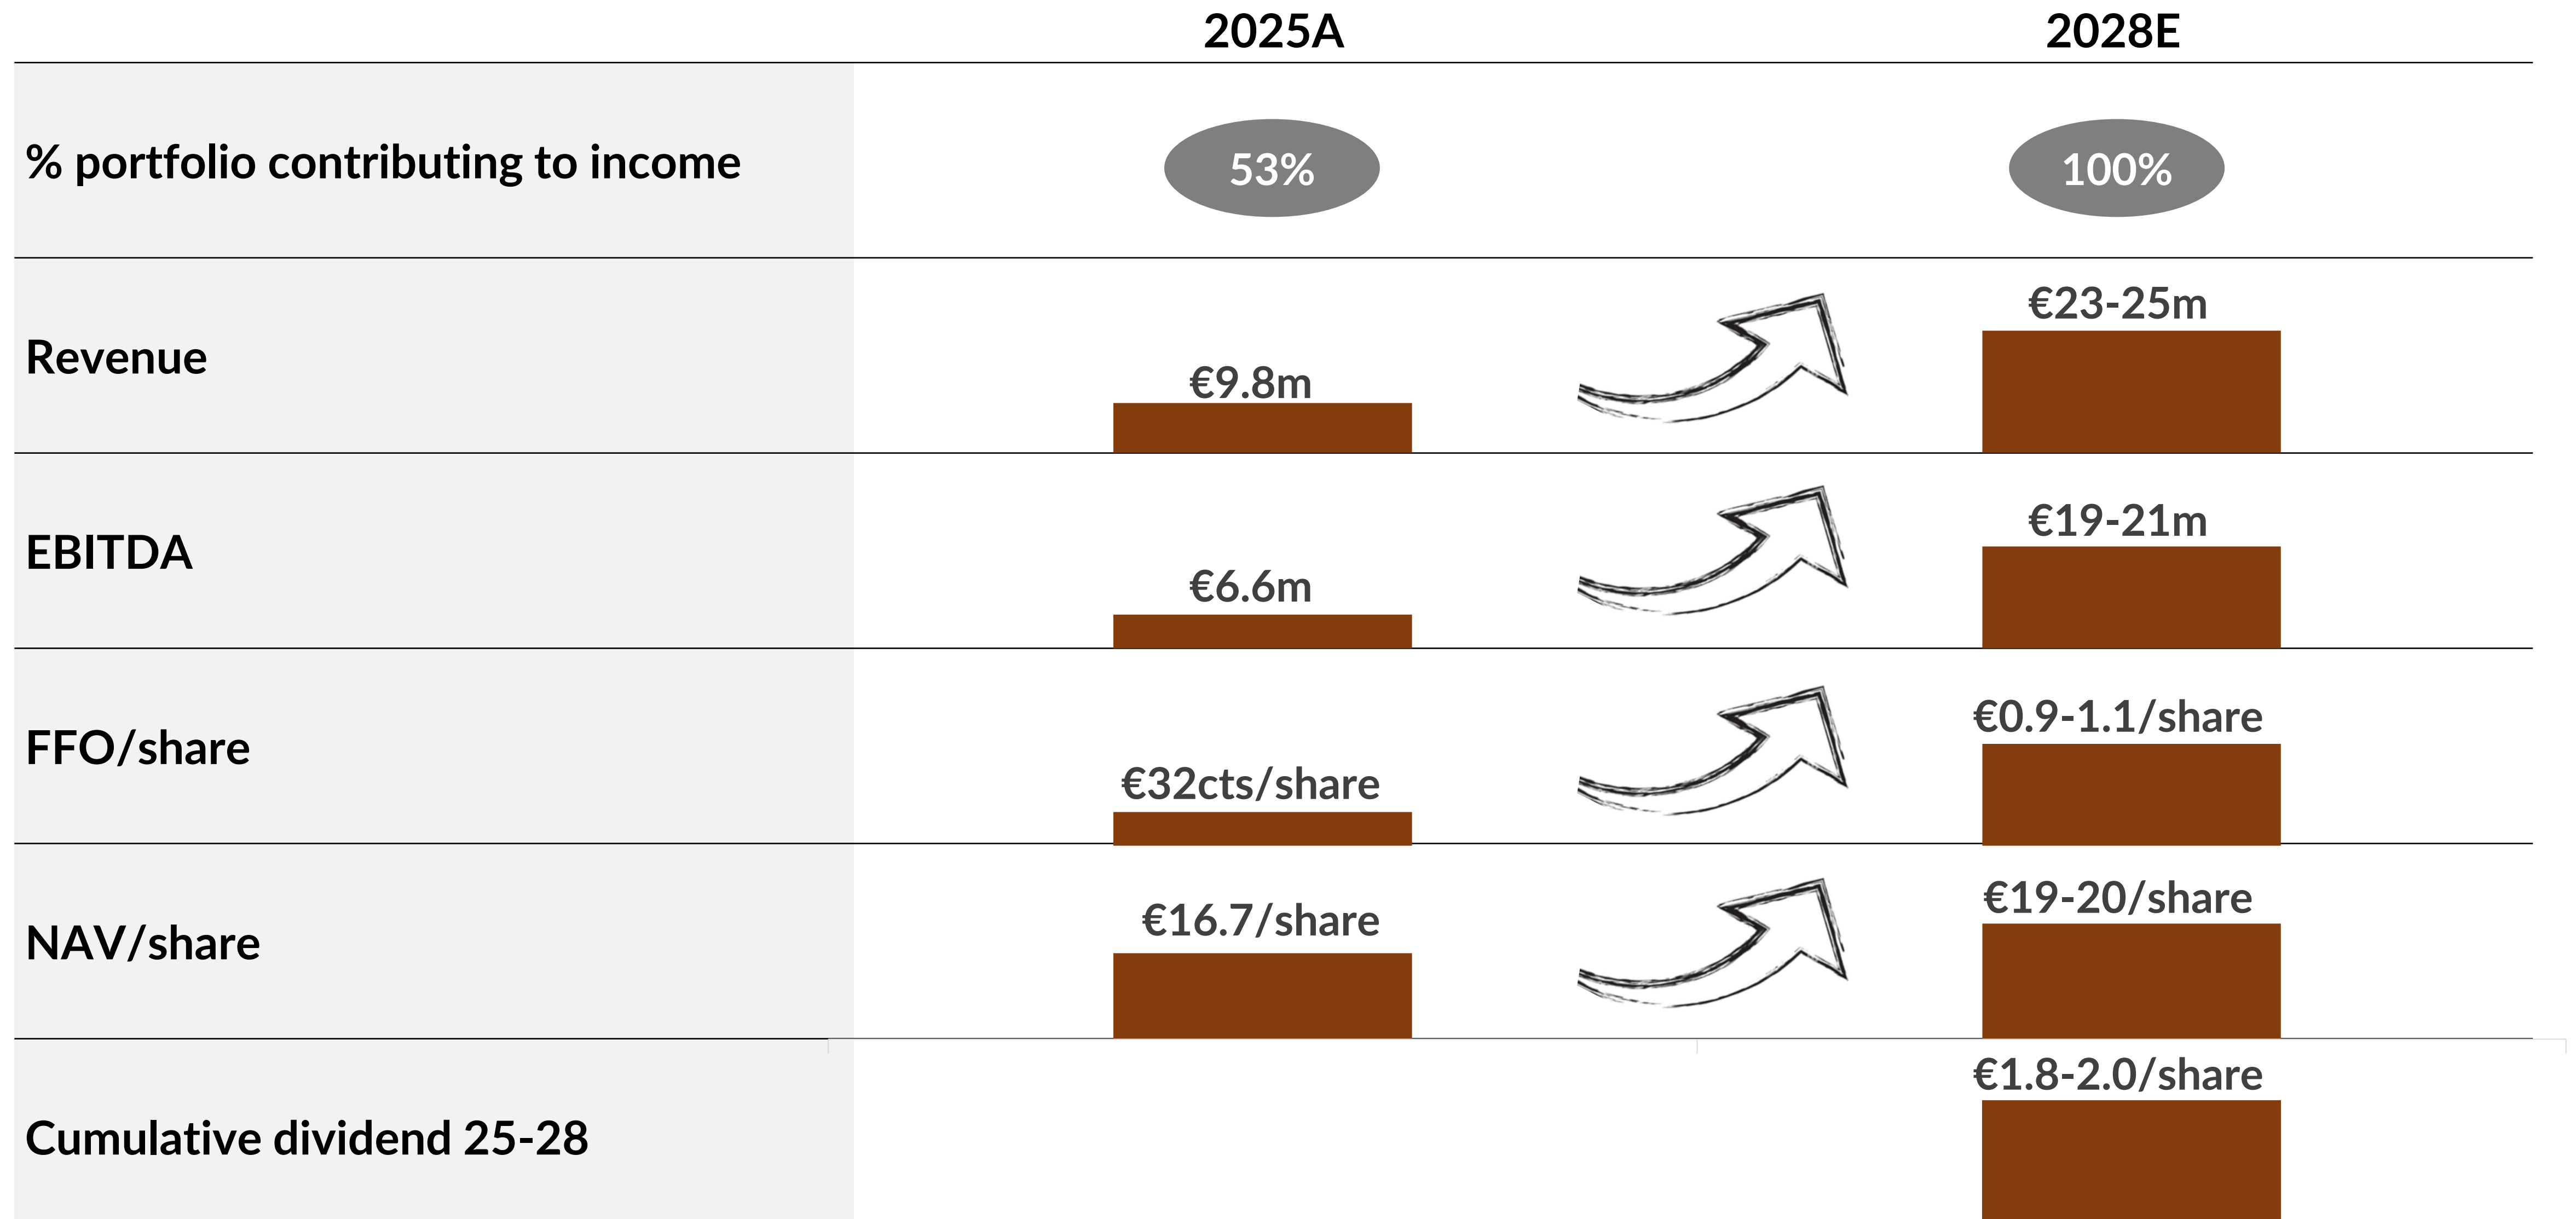 2025A 2028E
% portfolio contributing to income 53% 100%
Revenue €9.8m €23-25m
EBITDA €6.6m €19-21m
FFO/share €32cts/share €0.9-1.1/share
NAV/share €16.7/share €19-20/share
Cumulative dividend 25-28 €1.8-2.0/share